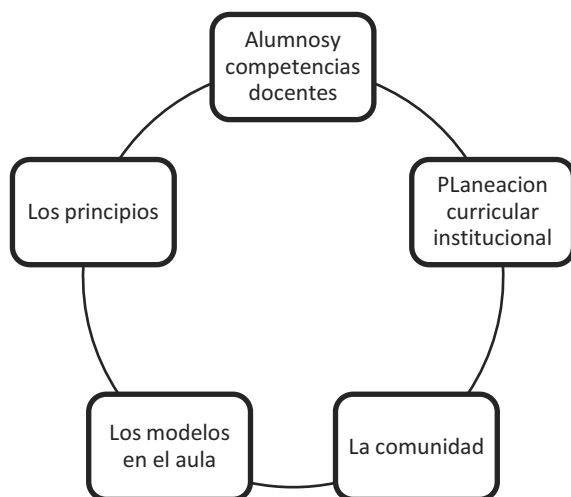 Alumnosy
competencias
docentes
PLaneacion
curricular
institucional
La comunidad
Los modelos
en el aula
Los principios